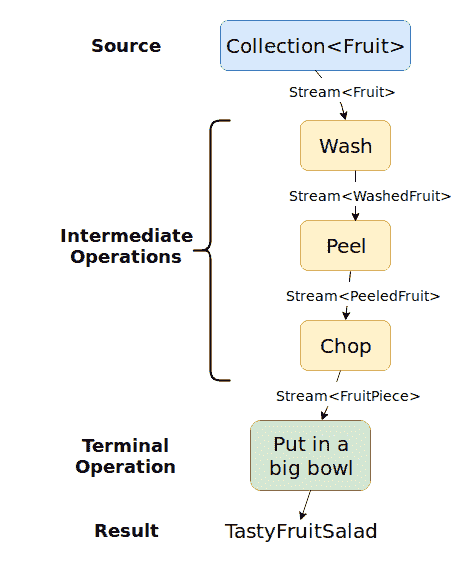 Source
Collection<Fruit>
Stream<Fruit>
Wash
Stream<WashedFruit>
Intermediate
Operations
Peel
Stream<PeeledFruit>
Chop
Stream<FruitPiece>
Terminal
Operation
Put in a
big bowl
Result
TastyFruitSalad